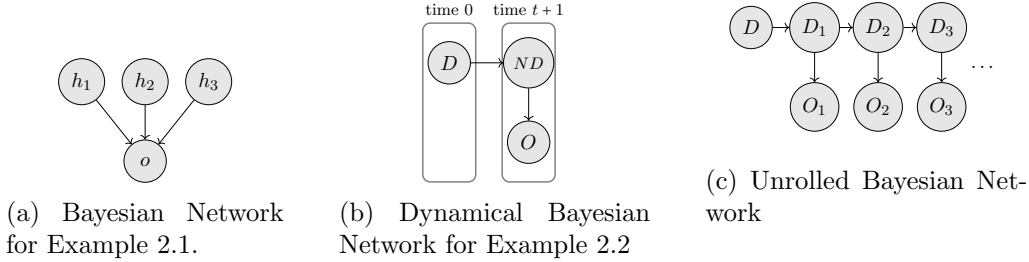 h₁ h₂ h₃
o
(a) Bayesian Network
for Example 2.1.
time 0 time t + 1
D ND
O
(b) Dynamical Bayesian
Network for Example 2.2
D D₁ D₂ D₃
...
O₁ O₂ O₃
(c) Unrolled Bayesian Net-
work